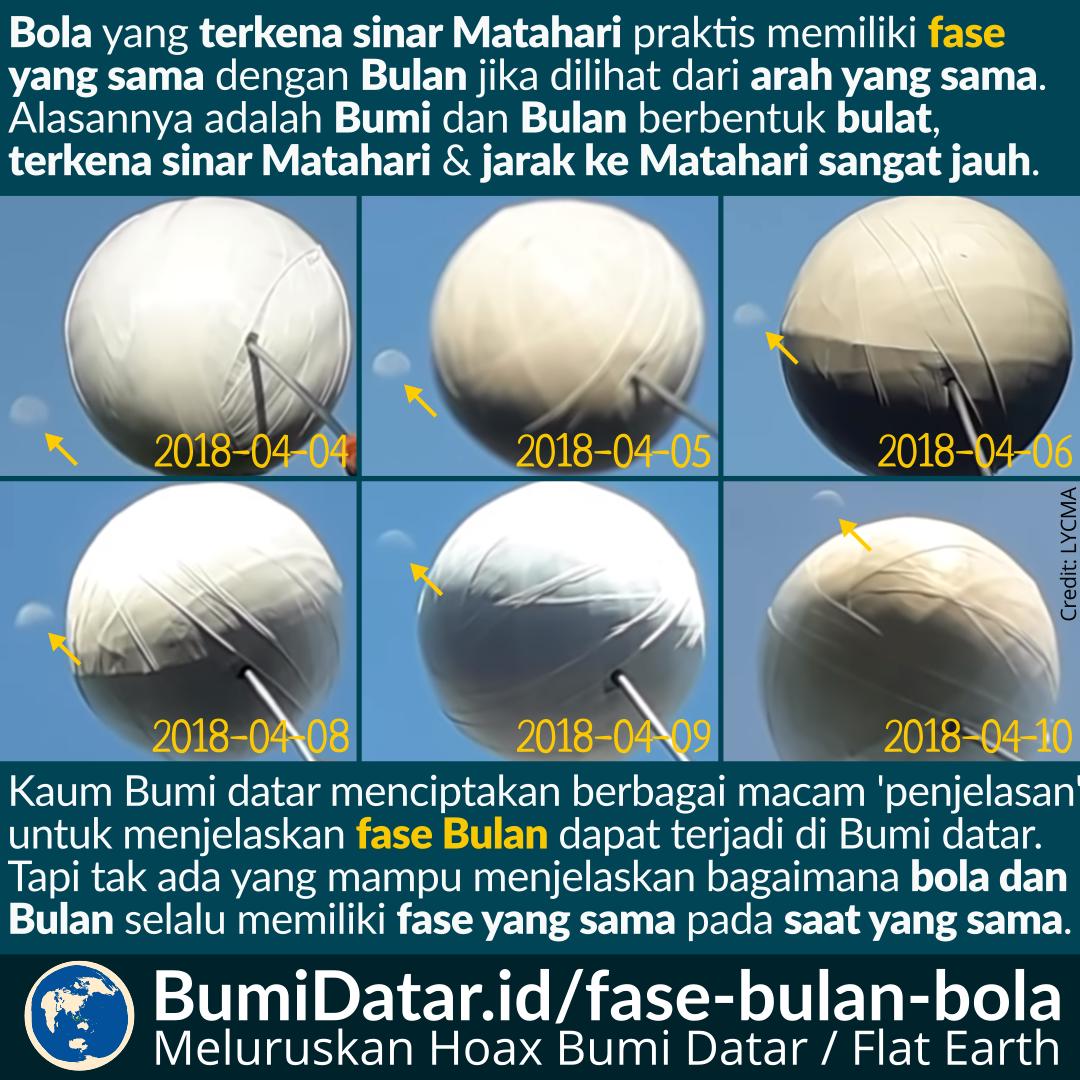 Bola yang terkena sinar Matahari praktis memiliki fase
yang sama dengan Bulan jika dilihat dari arah yang sama.
Alasannya adalah Bumi dan Bulan berbentuk bulat,
terkena sinar Matahari & jarak ke Matahari sangat jauh.
2018-04-04
2018-04-05
2018-04-06
2018-04-08
2018-04-09
2018-04-10
Credit: LYCMA
Kaum Bumi datar menciptakan berbagai macam 'penjelasan'
untuk menjelaskan fase Bulan dapat terjadi di Bumi datar.
Tapi tak ada yang mampu menjelaskan bagaimana bola dan
Bulan selalu memiliki fase yang sama pada saat yang sama.
BumiDatar.id/fase-bulan-bola
Meluruskan Hoax Bumi Datar / Flat Earth